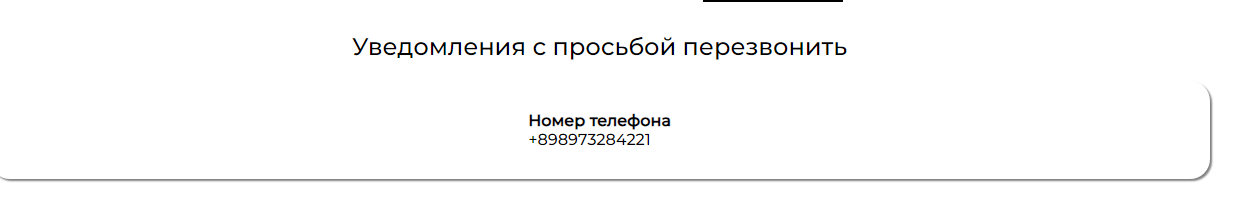 Уведомления с просьбой перезвонить
Номер телефона
+898973284221